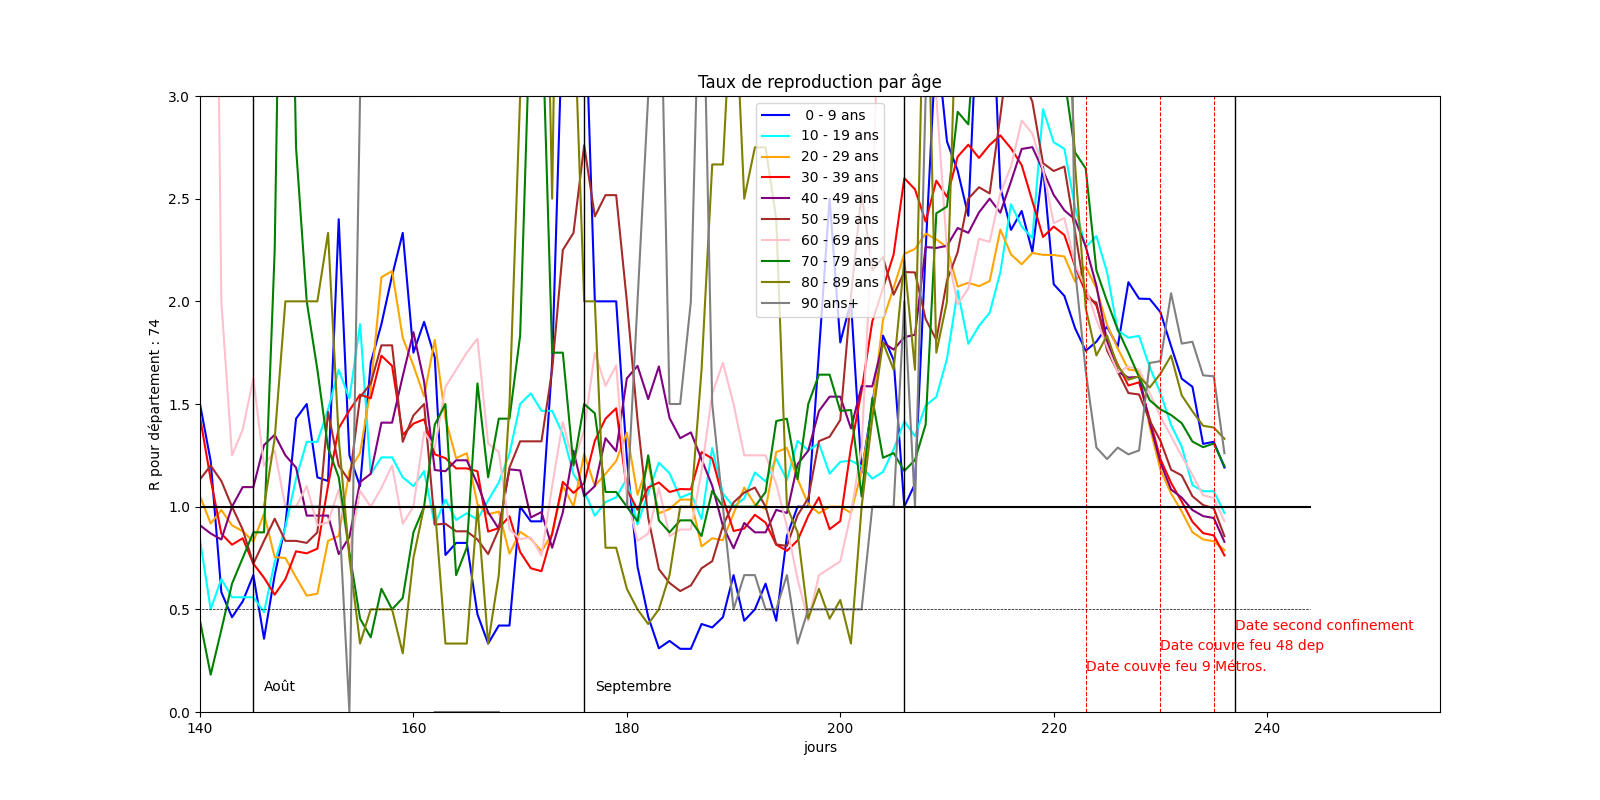 Taux de reproduction par âge
3.0
2.5
2.0
1.5
1.0
0.5
0.0
R pour département : 74
0 - 9 ans
10 - 19 ans
20 - 29 ans
30 - 39 ans
40 - 49 ans
50 - 59 ans
60 - 69 ans
70 - 79 ans
80 - 89 ans
90 ans+
Date second confinement
Date couvre feu 48 dep
Date couvre feu 9 Métros.
Août
Septembre
140
160
180
200
220
240
jours